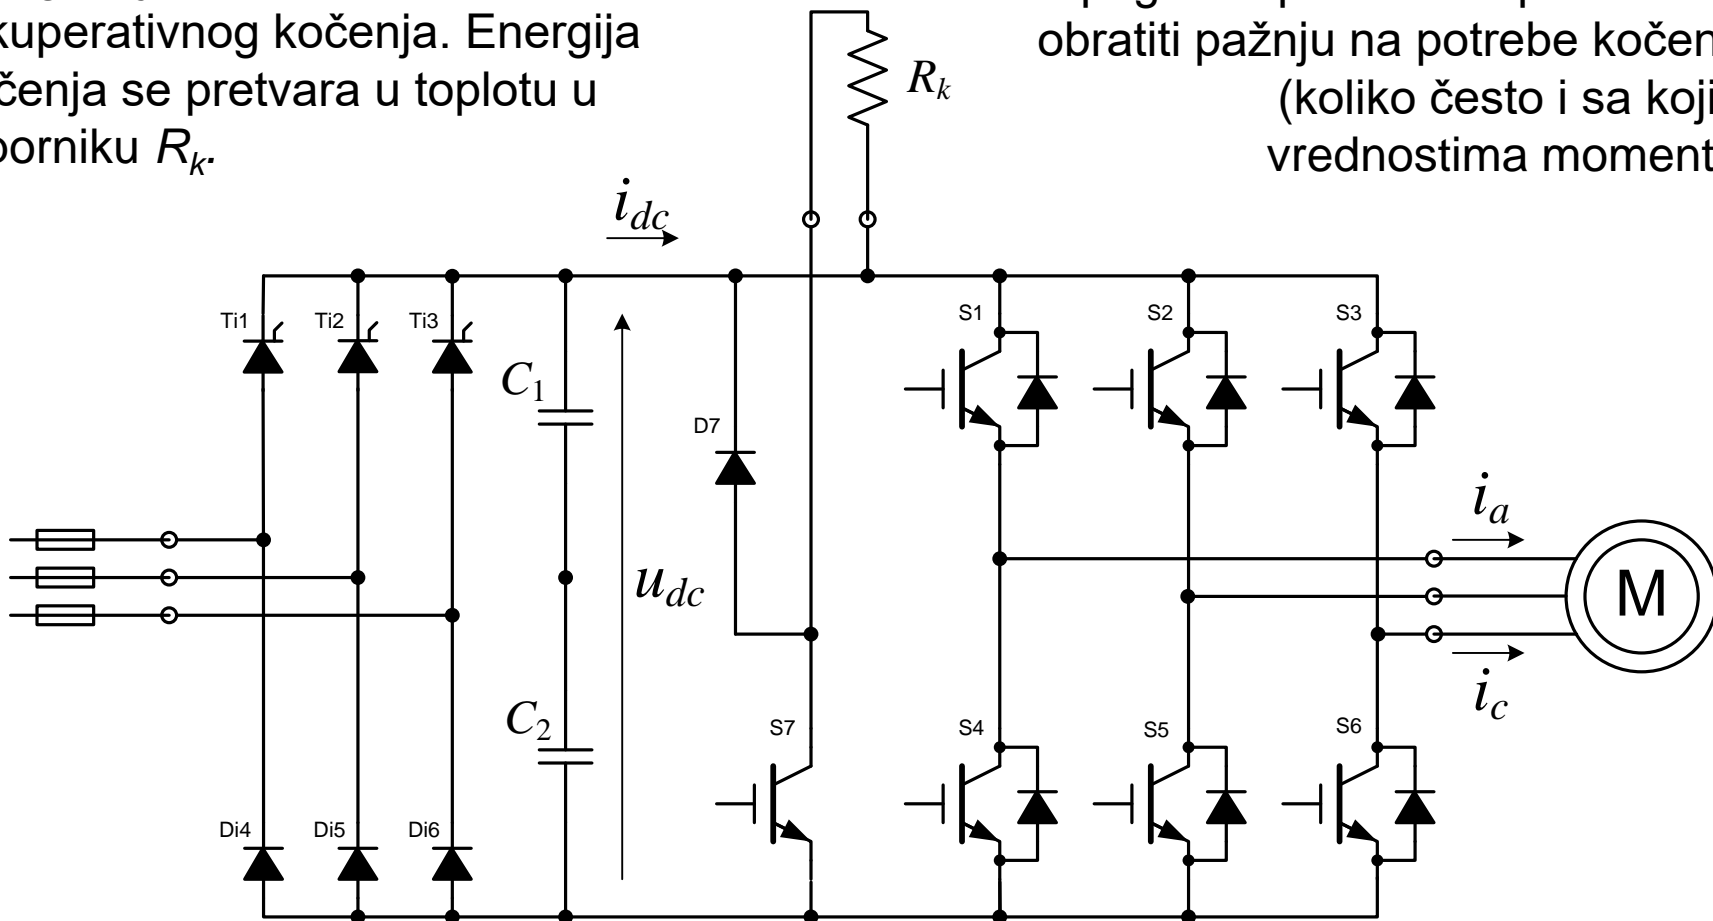 kuperativnog kočenja. Energija
čenja se pretvara u toplotu u
porniku Rk.
obratiti pažnju na potrebe kočen
(koliko često i sa koji
vrednostima moment
Rk
idc
Ti1 Ti2 Ti3
C1
udc
D7
S1 S2 S3
ia
M
ic
C2
S7 S4 S5 S6
Di4 Di5 Di6